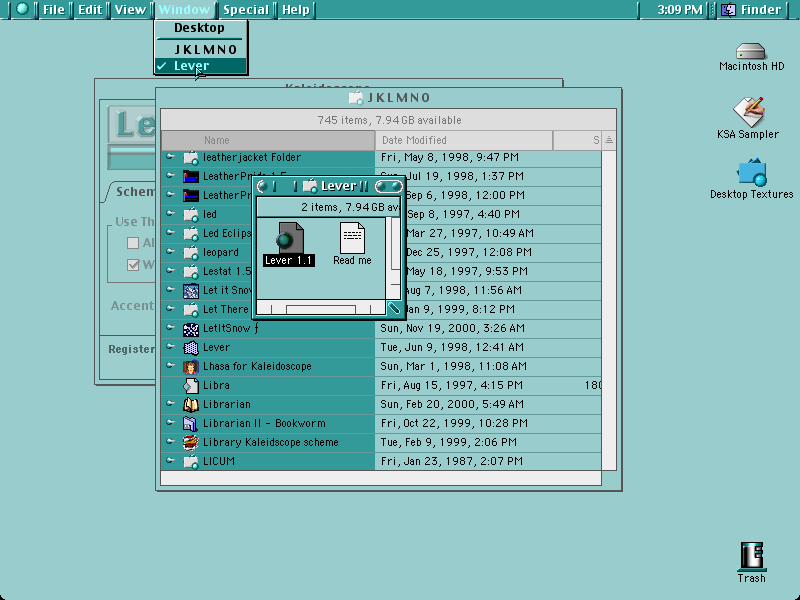 File Edit View Window Special Help 3:09 PM Finder
Desktop
JKLMNO
✓ Lever
Macintosh HD
KSA Sampler
Desktop Textures
Trash
Kaleidoscope
Le
Schem
Use Th
Al
W
Accent
Register
JKLMNO
745 items, 7.94 GB available
Name Date Modified S
leatherjacket Folder Fri, May 8, 1998, 9:47 PM
LeatherPride 1.5 Sun, Jul 19, 1998, 1:37 PM
LeatherPr Sep 6, 1998, 12:00 PM
led Sep 8, 1997, 4:40 PM
Led Eclips Mar 27, 1997, 10:49 AM
leopard Dec 25, 1997, 12:08 PM
Lestat 1.5 May 18, 1997, 9:53 PM
Let it Snow Aug 7, 1998, 11:56 AM
Let There Jan 9, 1999, 8:12 PM
LetItSnow ƒ Sun, Nov 19, 2000, 3:26 AM
Lever Tue, Jun 9, 1998, 12:41 AM
Lhasa for Kaleidoscope Sun, Mar 1, 1998, 11:08 AM
Libra Fri, Aug 15, 1997, 4:15 PM 180
Librarian Sun, Feb 20, 2000, 5:49 AM
Librarian II - Bookworm Fri, Oct 22, 1999, 10:28 PM
Library Kaleidoscope scheme Tue, Feb 9, 1999, 2:06 PM
LICUM Fri, Jan 23, 1987, 2:07 PM
Lever
2 items, 7.94 GB ava
Lever 1.1
Read me